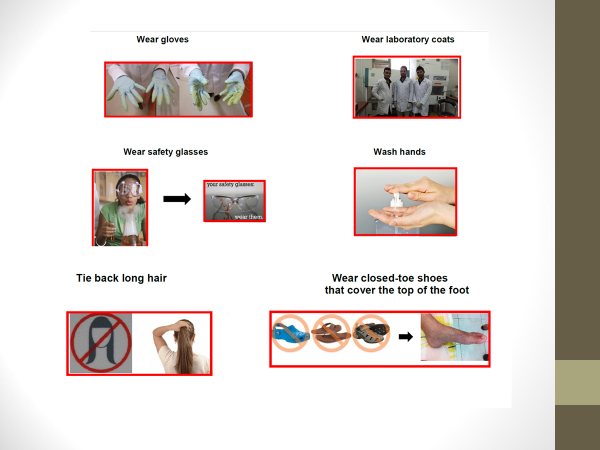 Wear gloves
Wear laboratory coats
Wear safety glasses
Wash hands
your safety glasses:
wear them.
Tie back long hair
Wear closed-toe shoes
that cover the top of the foot